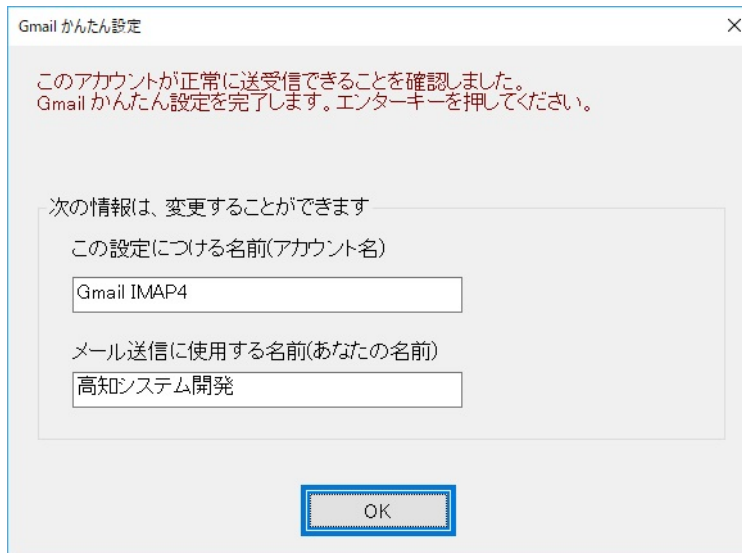 Gmail かんたん設定
このアカウントが正常に送受信できることを確認しました。
Gmail かんたん設定を完了します。エンターキーを押してください。
次の情報は、変更することができます
この設定につける名前(アカウント名)
Gmail IMAP4
メール送信に使用する名前(あなたの名前)
高知システム開発
OK